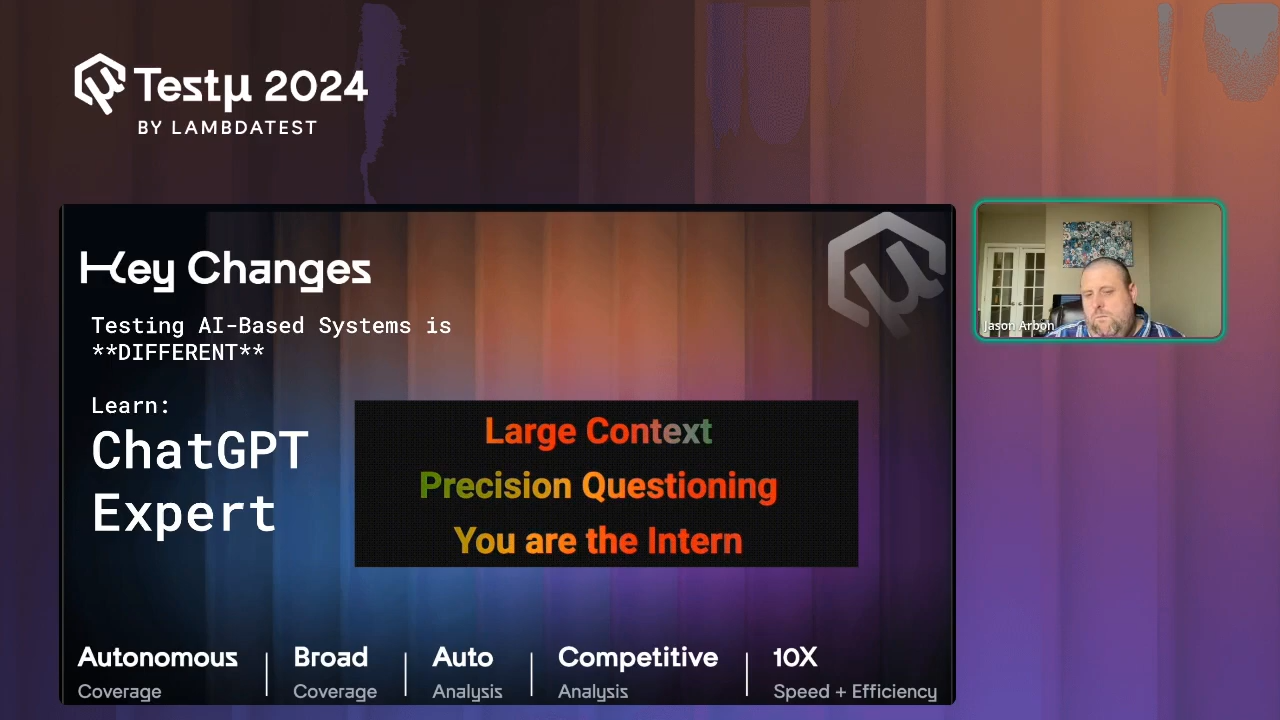 Testμ 2024
BY LAMBDATEST
Key Changes
Testing AI-Based Systems is
**DIFFERENT**
Learn:
ChatGPT
Expert
Large Context
Precision Questioning
You are the Intern
Autonomous
Coverage
Broad
Coverage
Auto
Analysis
Competitive
Analysis
10X
Speed + Efficiency
Jason Arbon